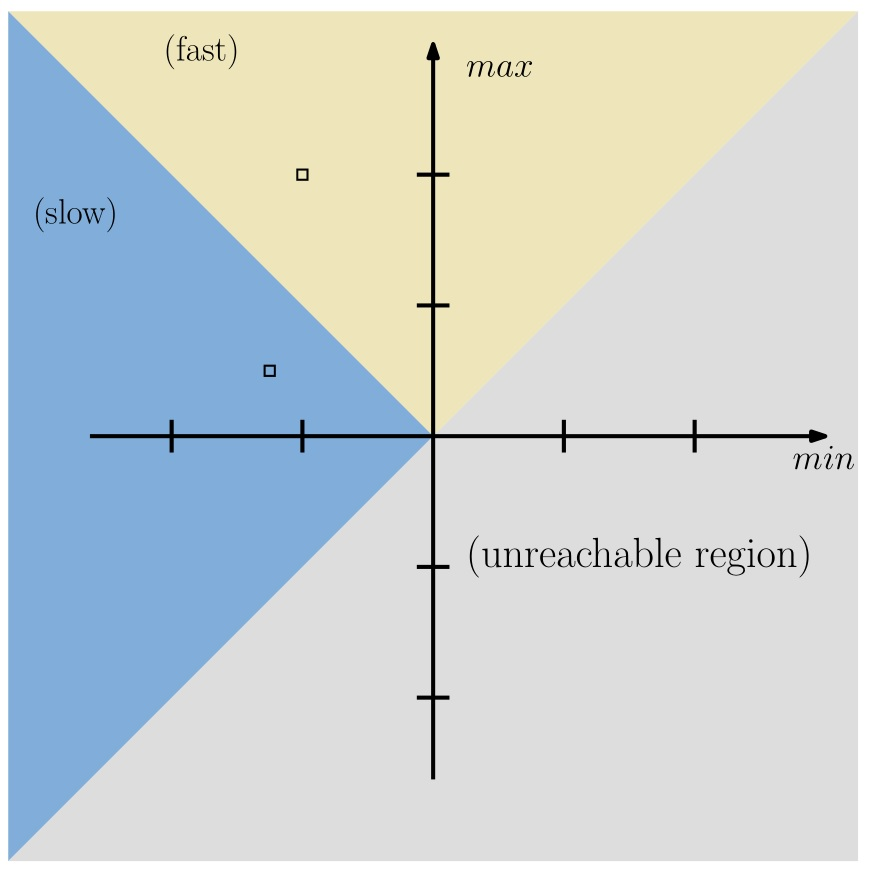 (fast)
max
(slow)
min
(unreachable region)